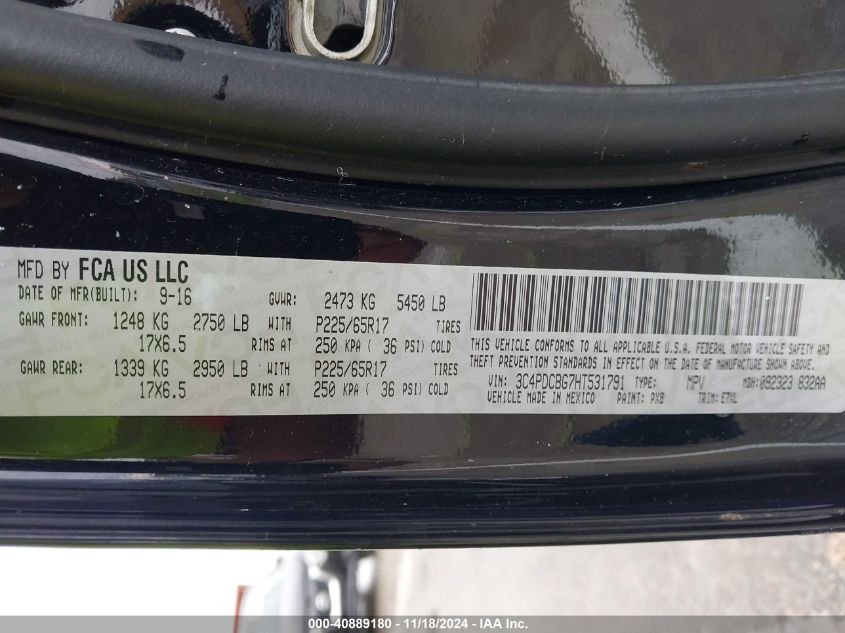 MFD BY FCA US LLC
DATE OF MFR(BUILT): 9-16 GVWR: 2473 KG 5450 LB
GAWR FRONT: 1248 KG 2750 LB WITH P225/65R17 TIRES
17X6.5 RIMS AT 250 KPA ( 36 PSI) COLD
GAWR REAR: 1339 KG 2950 LB WITH P225/65R17 TIRES
17X6.5 RIMS AT 250 KPA ( 36 PSI) COLD
THIS VEHICLE CONFORMS TO ALL APPLICABLE U.S.A. FEDERAL MOTOR VEHICLE SAFETY AND
THEFT PREVENTION STANDARDS IN EFFECT ON THE DATE OF MANUFACTURE SHOWN ABOVE.
VIN: 3C4PDCBG7HT531791 TYPE: MPV MDH: 092323 832AA
VEHICLE MADE IN MEXICO PAINT: PX8 TRIM: E7XL
000-40889180 - 11/18/2024 - IAA Inc.